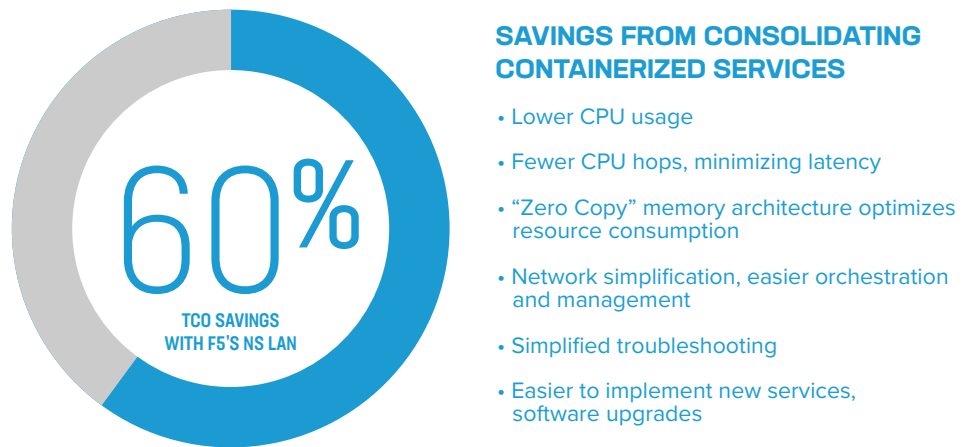 60%
TCO SAVINGS
WITH F5'S NS LAN
SAVINGS FROM CONSOLIDATING
CONTAINERIZED SERVICES
• Lower CPU usage
• Fewer CPU hops, minimizing latency
• “Zero Copy” memory architecture optimizes
resource consumption
• Network simplification, easier orchestration
and management
• Simplified troubleshooting
• Easier to implement new services,
software upgrades